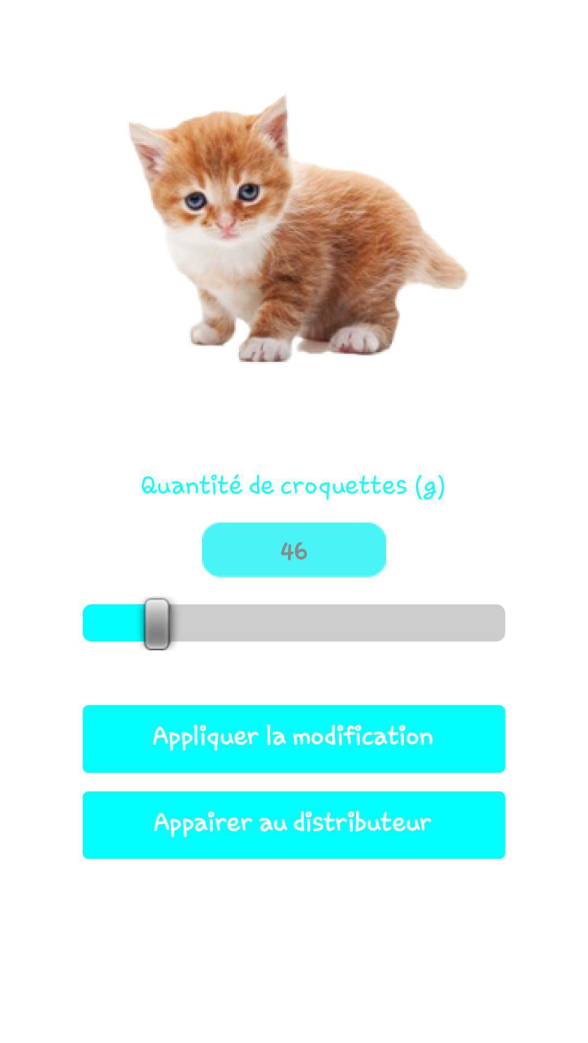 Quantité de croquettes (g)
46
Appliquer la modification
Appairer au distributeur